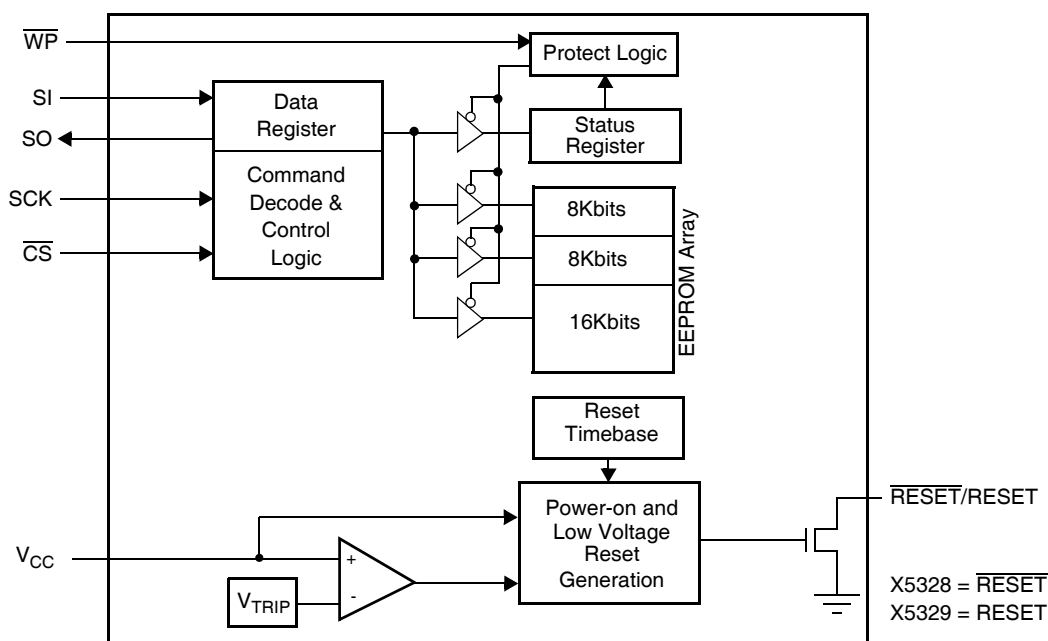 WP
Protect Logic
SI
Data
Register
SO
Status
Register
SCK
Command
Decode &
Control
Logic
CS
8Kbits
8Kbits
16Kbits
EEPROM Array
Reset
Timebase
Power-on and
Low Voltage
Reset
Generation
RESET/RESET
VCC
+
-
VTRIP
X5328 = RESET
X5329 = RESET